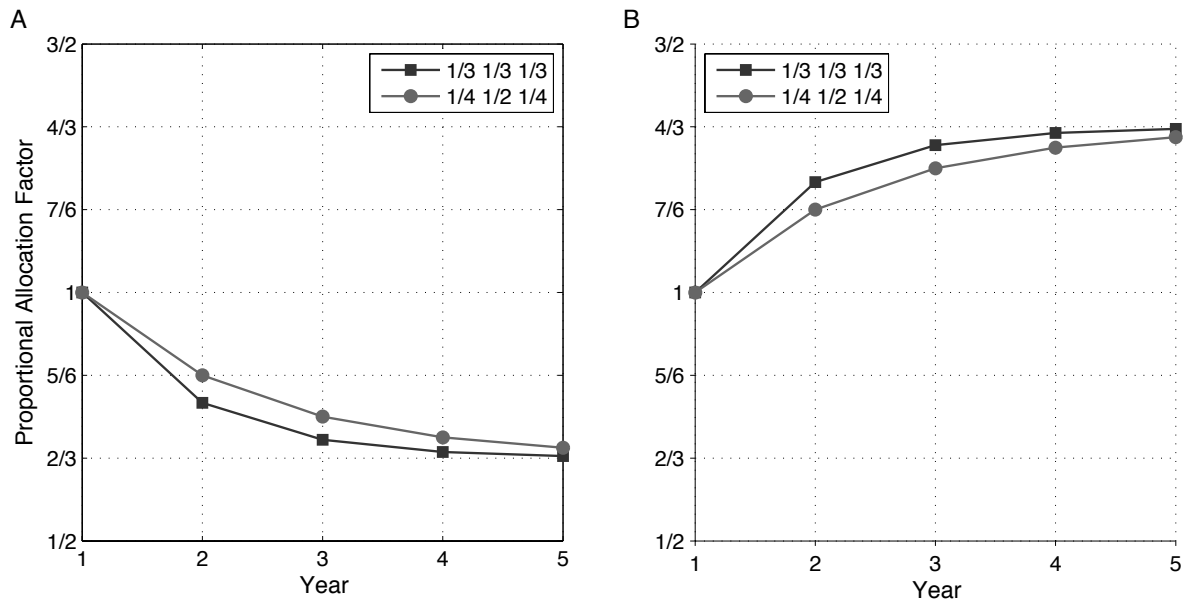 A
3/2
4/3
7/6
1
5/6
2/3
1/2
Proportional Allocation Factor
1/3 1/3 1/3
1/4 1/2 1/4
1 2 3 4 5
Year
B
3/2
4/3
7/6
1
5/6
2/3
1/2
1/3 1/3 1/3
1/4 1/2 1/4
1 2 3 4 5
Year